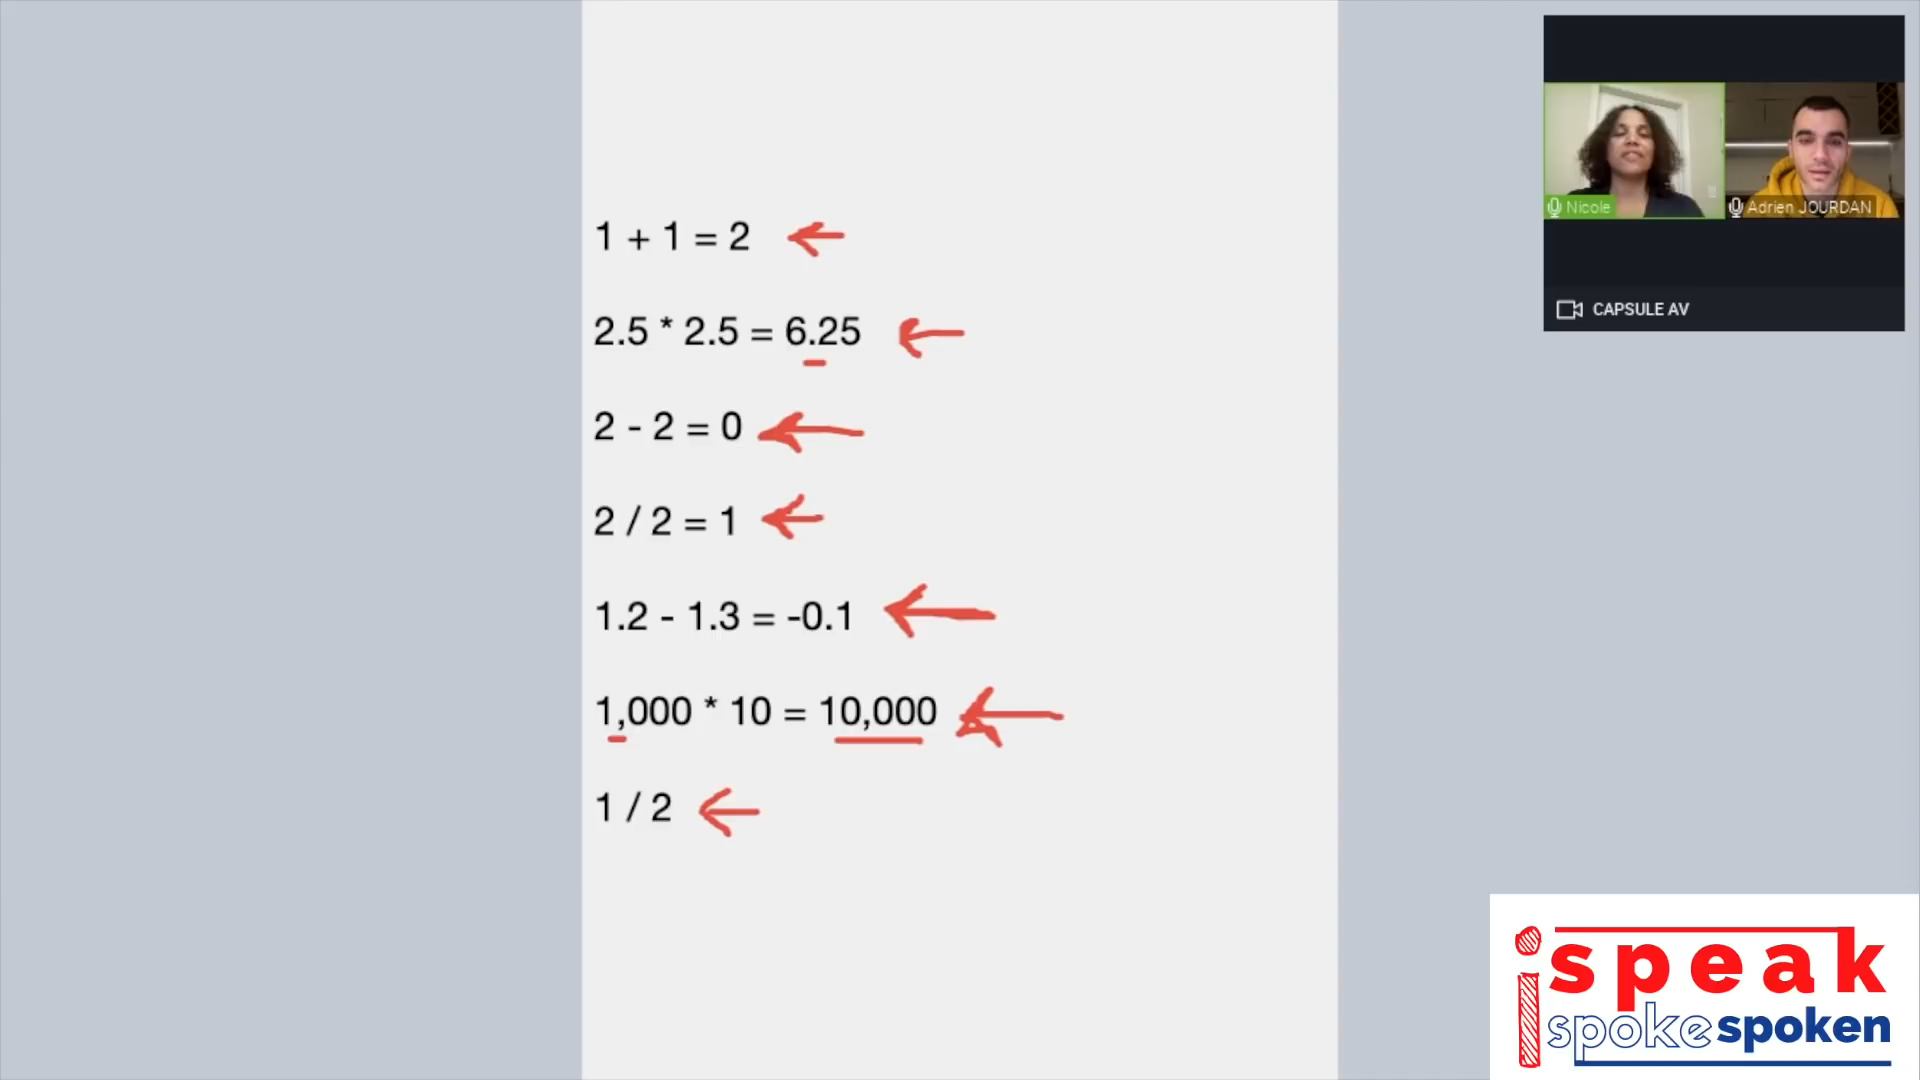 1 + 1 = 2
2.5 * 2.5 = 6.25
2 - 2 = 0
2 / 2 = 1
1.2 - 1.3 = -0.1
1,000 * 10 = 10,000
1 / 2
Nicole
Adrien JOURDAN
CAPSULE AV
ispeak
spoke spoken